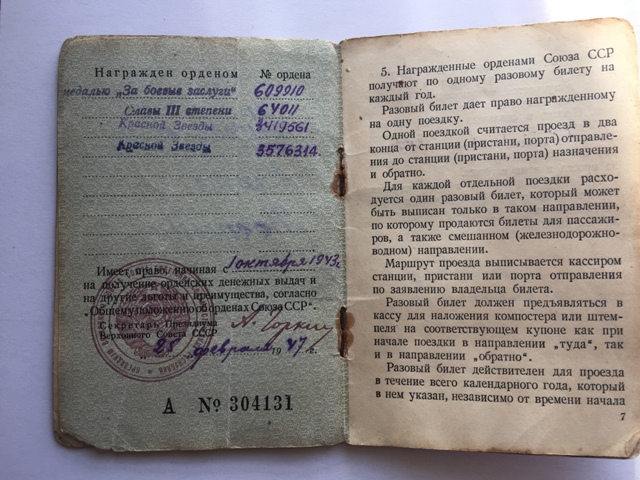 Награжден орденом № ордена
медалью „За боевые заслуги" 609910
Славы III степени 64011
Красной Звезды 3419561
Красной Звезды 3576314
Имеет право, начиная 1 октября 1943 г.
на получение орденских денежных выдач и
на другие льготы и преимущества, согласно
„Общему положению об орденах Союза ССР".
Секретарь Президиума
Верховного Совета СССР А. Горкин
25 февраля 1947 г.
А № 304131
5. Награжденные орденами Союза ССР
получают по одному разовому билету на
каждый год.
Разовый билет дает право награжденному
на одну поездку.
Одной поездкой считается проезд в два
конца от станции (пристани, порта) отправле-
ния до станции (пристани, порта) назначения
и обратно.
Для каждой отдельной поездки расхо-
дуется один разовый билет, который может
быть выписан только в таком направлении,
по которому продаются билеты для пассажи-
ров, а также смешанном (железнодорожно-
водном) направлении.
Маршрут проезда выписывается кассиром
станции, пристани или порта отправления
по заявлению владельца билета.
Разовый билет должен предъявляться в
кассу для наложения компостера или штем-
пеля на соответствующем купоне как при
начале поездки в направлении „туда", так
и в направлении „обратно".
Разовый билет действителен для проезда
в течение всего календарного года, который
в нем указан, независимо от времени начала
7